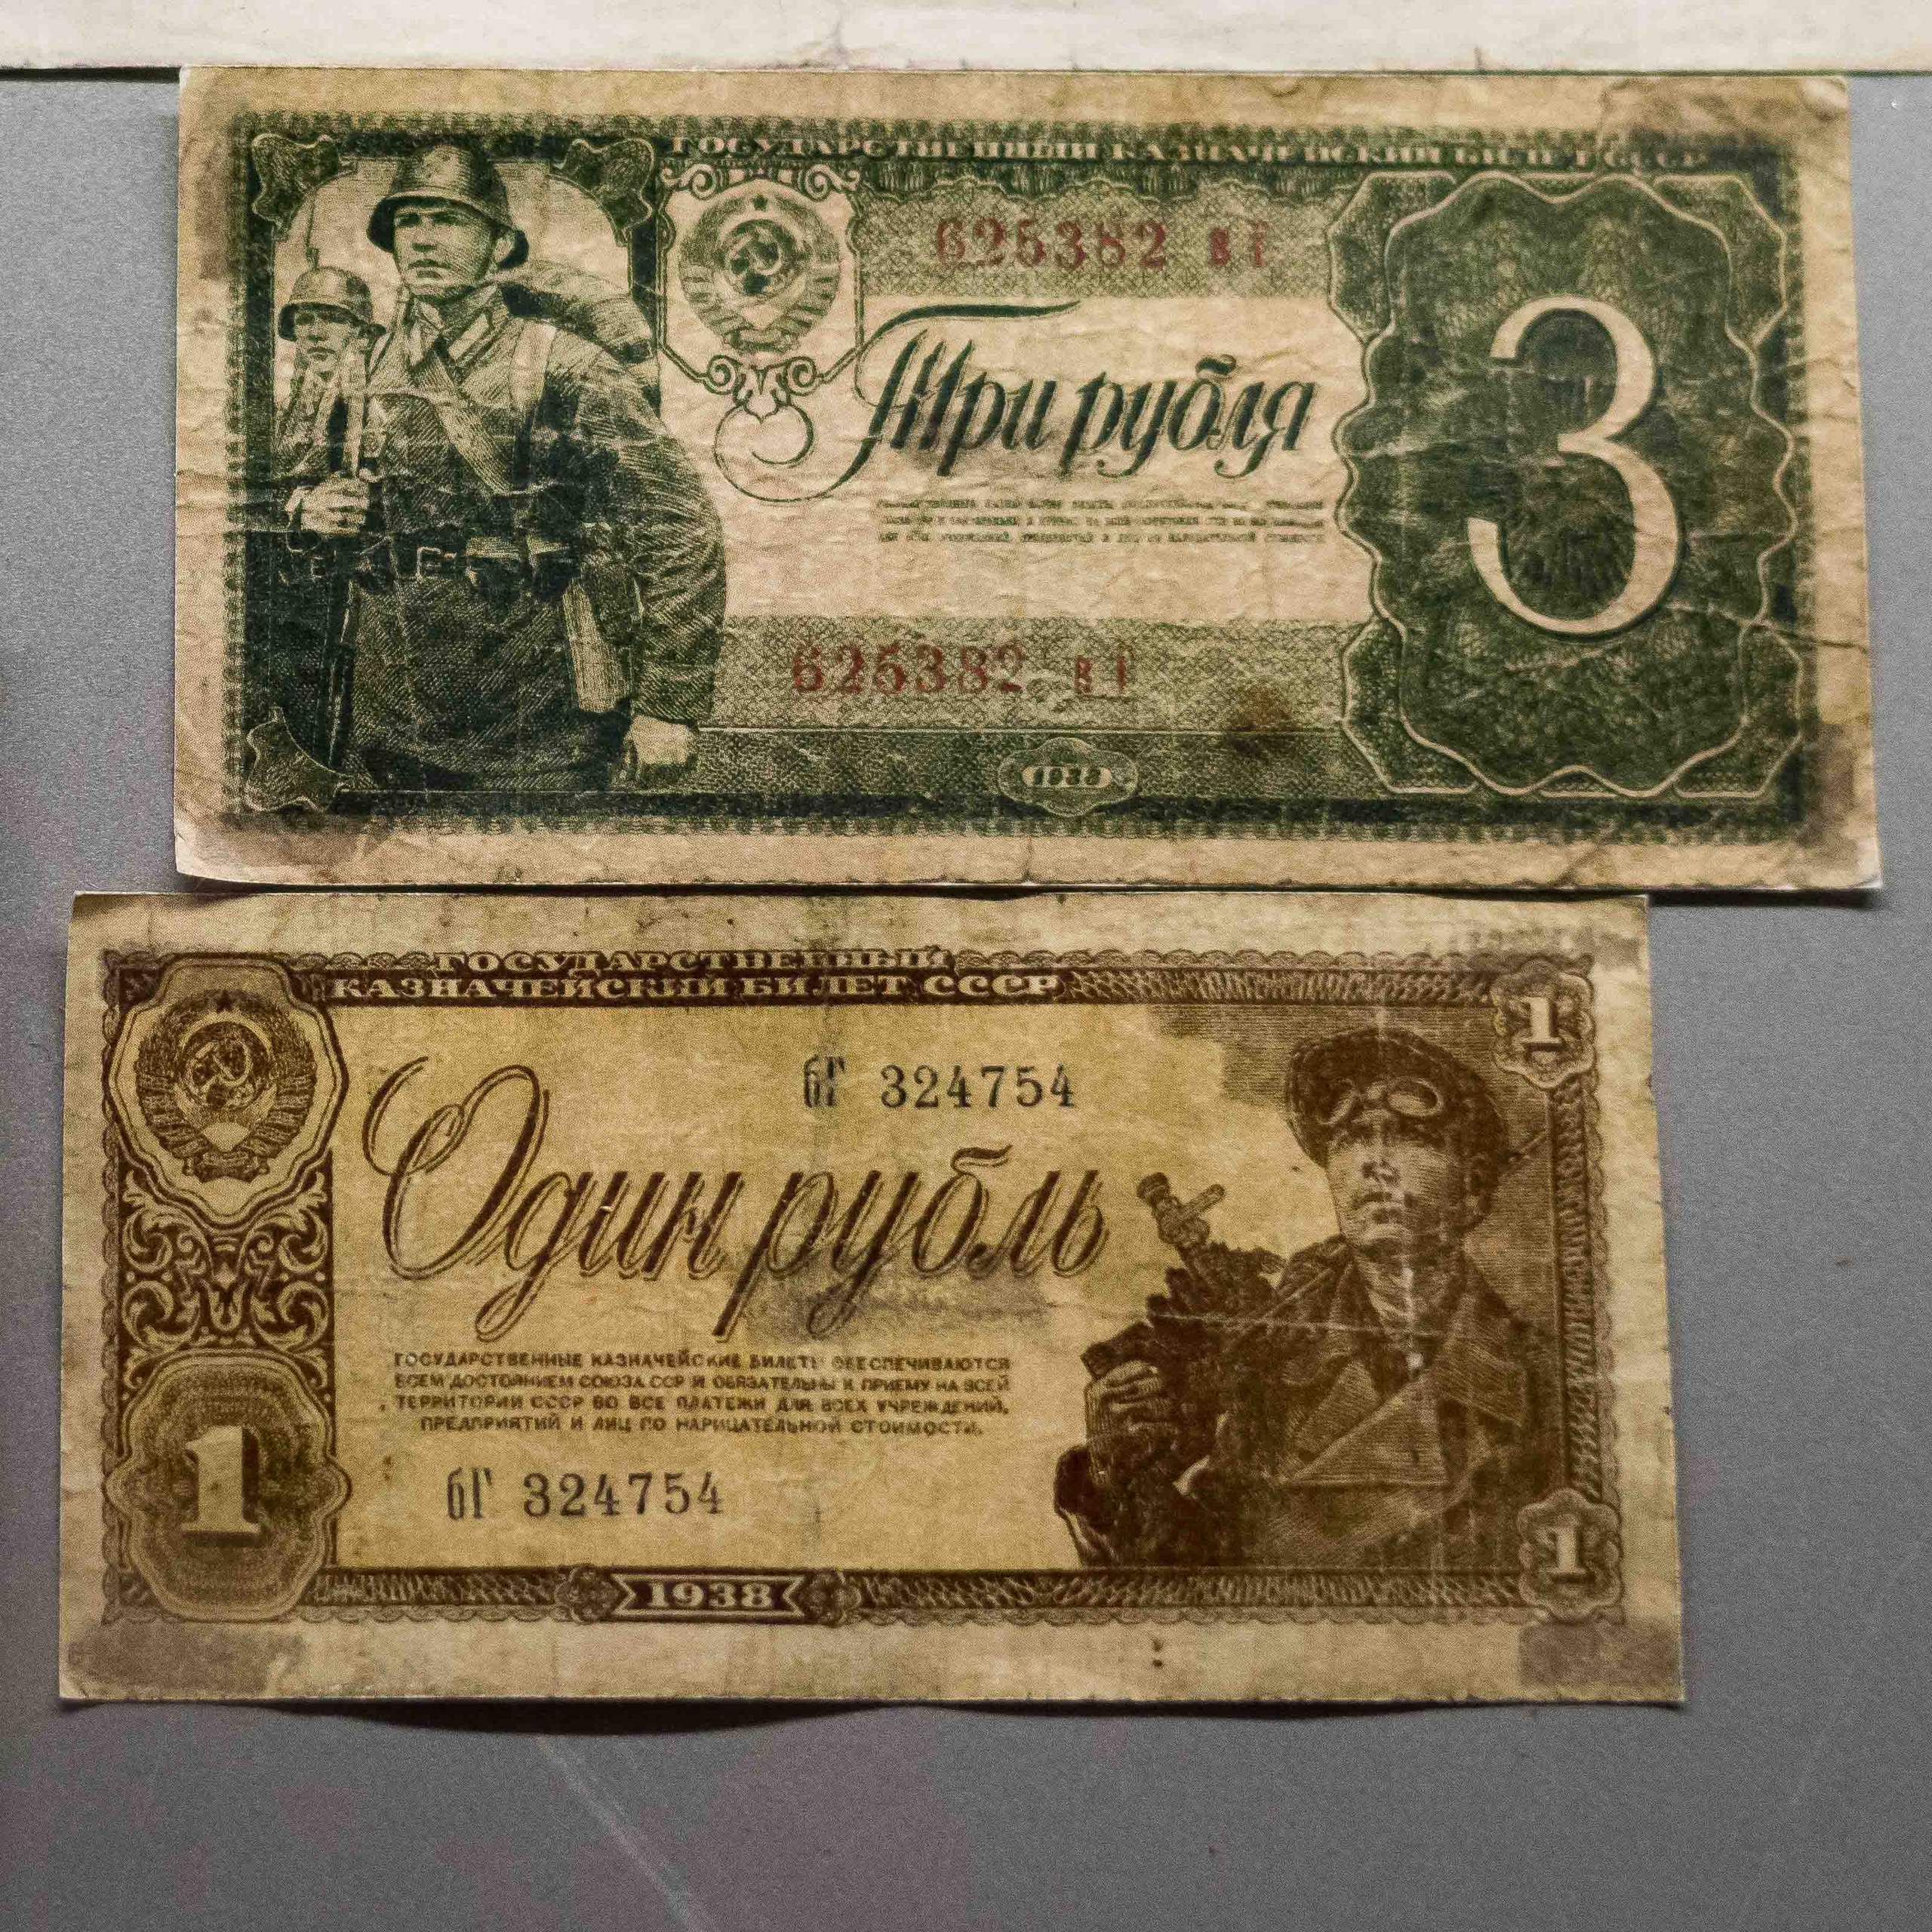 ГОСУДАРСТВЕННЫЙ КАЗНАЧЕЙСКИЙ БИЛЕТ СССР
625382
Три рубля
3
625382
1938
ГОСУДАРСТВЕННЫЙ
КАЗНАЧЕЙСКИЙ БИЛЕТ СССР
1
бГ 324754
Один рубль
ГОСУДАРСТВЕННЫЕ КАЗНАЧЕЙСКИЕ БИЛЕТЫ ОБЕСПЕЧИВАЮТСЯ
ВСЕМ ДОСТОЯНИЕМ СОЮЗА ССР И ОБЯЗАТЕЛЬНЫ К ПРИЕМУ НА ВСЕЙ
ТЕРРИТОРИИ СССР ВО ВСЕ ПЛАТЕЖИ ДЛЯ ВСЕХ УЧРЕЖДЕНИЙ,
ПРЕДПРИЯТИЙ И ЛИЦ ПО НАРИЦАТЕЛЬНОЙ СТОИМОСТИ.
1
бГ 324754
1
1938